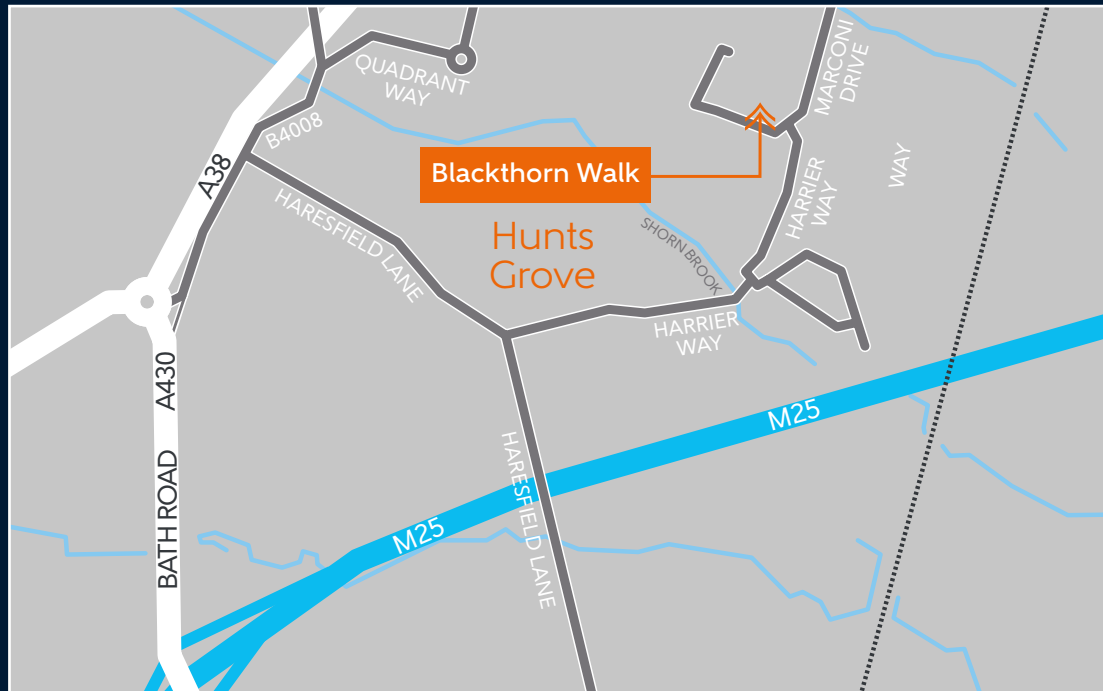 QUADRANT
WAY
MARCONI
DRIVE
B4008
A38
Blackthorn Walk
HARRIER
WAY
WAY
HARESFIELD LANE
Hunts
Grove
SHORN BROOK
HARRIER
WAY
A430
M25
HARESFIELD LANE
BATH ROAD
M25